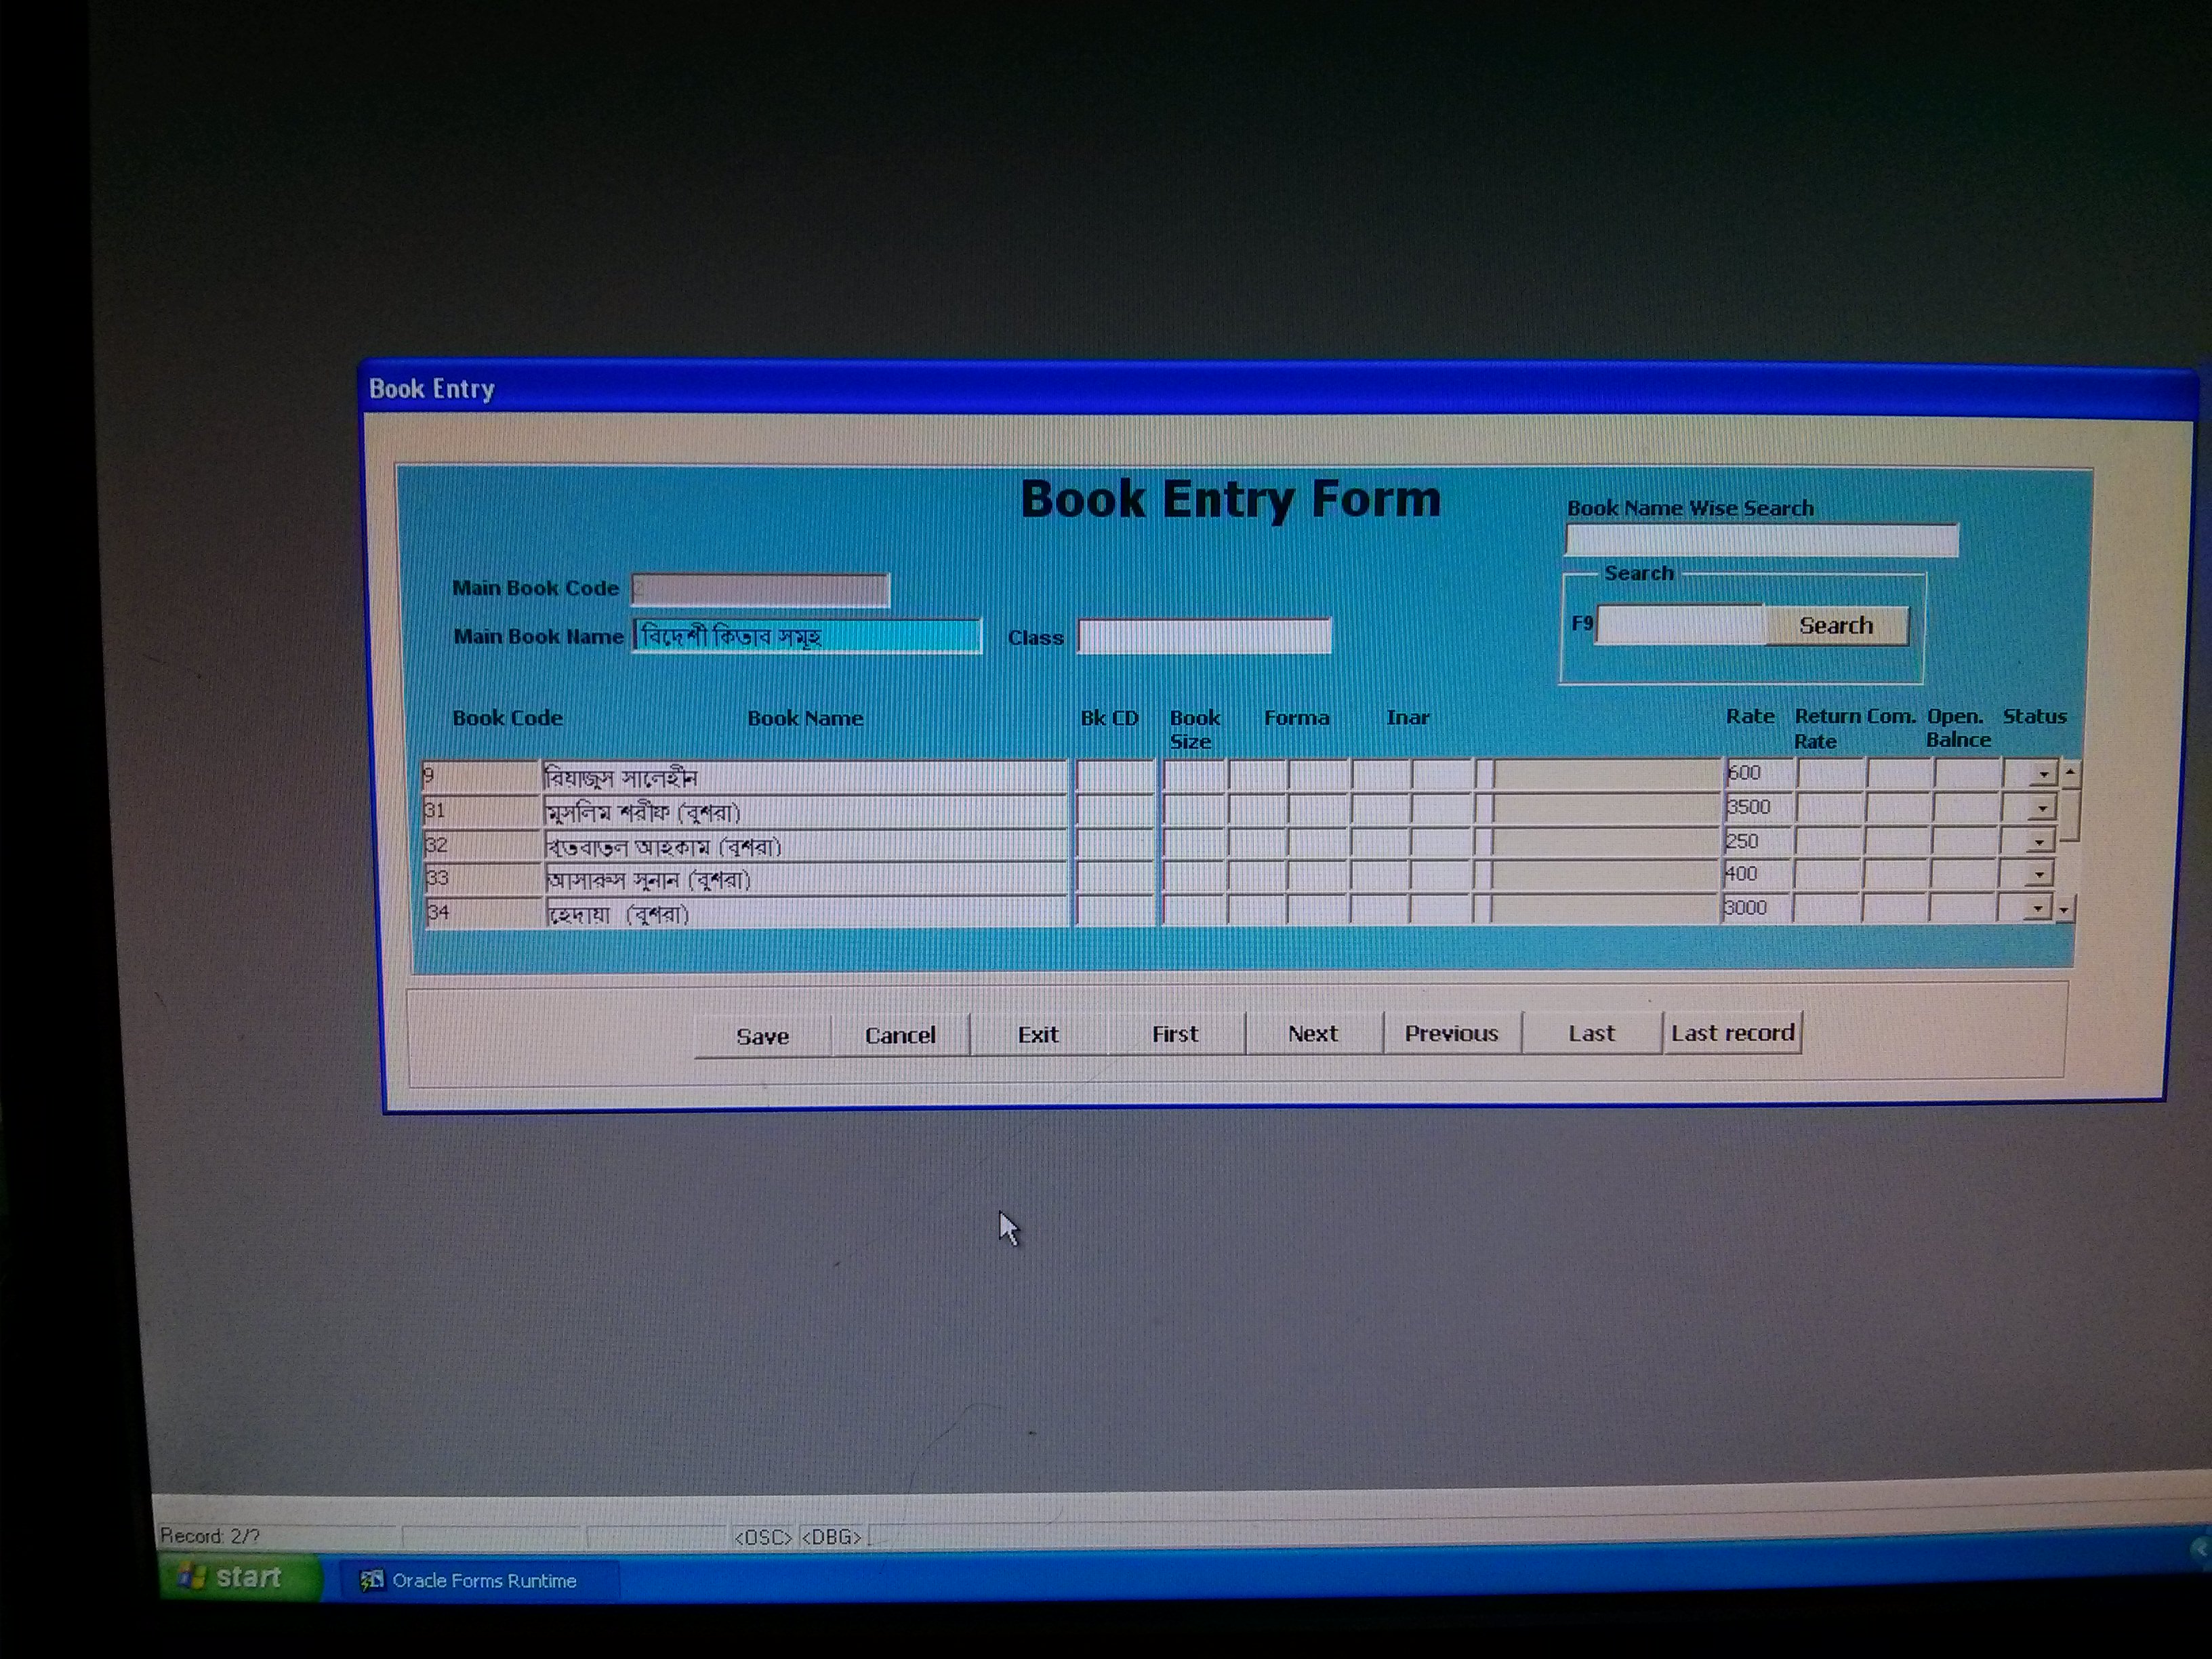 Book Entry
Book Entry Form
Book Name Wise Search
Main Book Code 2
Search
Main Book Name বিদেশী কিতাব সমূহ Class
F9 Search
Book Code Book Name Bk CD Book Size Forma Inar Rate Return Rate Com. Open. Balnce Status
9 রিয়াজুস সালেহীন 600
31 মুসলিম শরীফ (বুশরা) 3500
32 খুতবাতুল আহকাম (বুশরা) 250
33 আসারুস সুনান (বুশরা) 400
34 হেদায়া (বুশরা) 3000
Save Cancel Exit First Next Previous Last Last record
Record: 2/? <OSC> <DBG>
start Oracle Forms Runtime